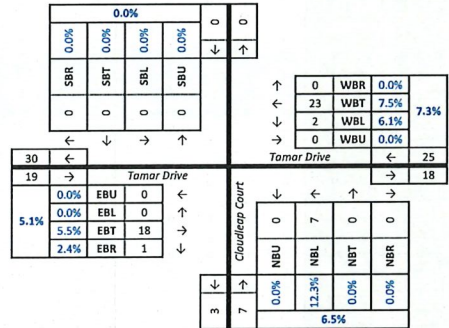 0.0%
0.0% 0.0% 0.0% 0.0% 0 0
↓ ↑
SBR SBT SBL SBU
0 0 0 0
← ↓ → ↑
↑ 0 WBR 0.0%
← 23 WBT 7.5%
↓ 2 WBL 6.1%
→ 0 WBU 0.0%
7.3%
30 ← Tamar Drive ← 25
19 → Tamar Drive → 18
0.0% EBU 0 ←
0.0% EBL 0 ↑
5.5% EBT 18 →
2.4% EBR 1 ↓
5.1%
Cloudleap Court
↓ ← ↑ →
0 7 0 0
NBU NBL NBT NBR
↓ ↑
3 7
0.0% 12.3% 0.0% 0.0%
6.5%